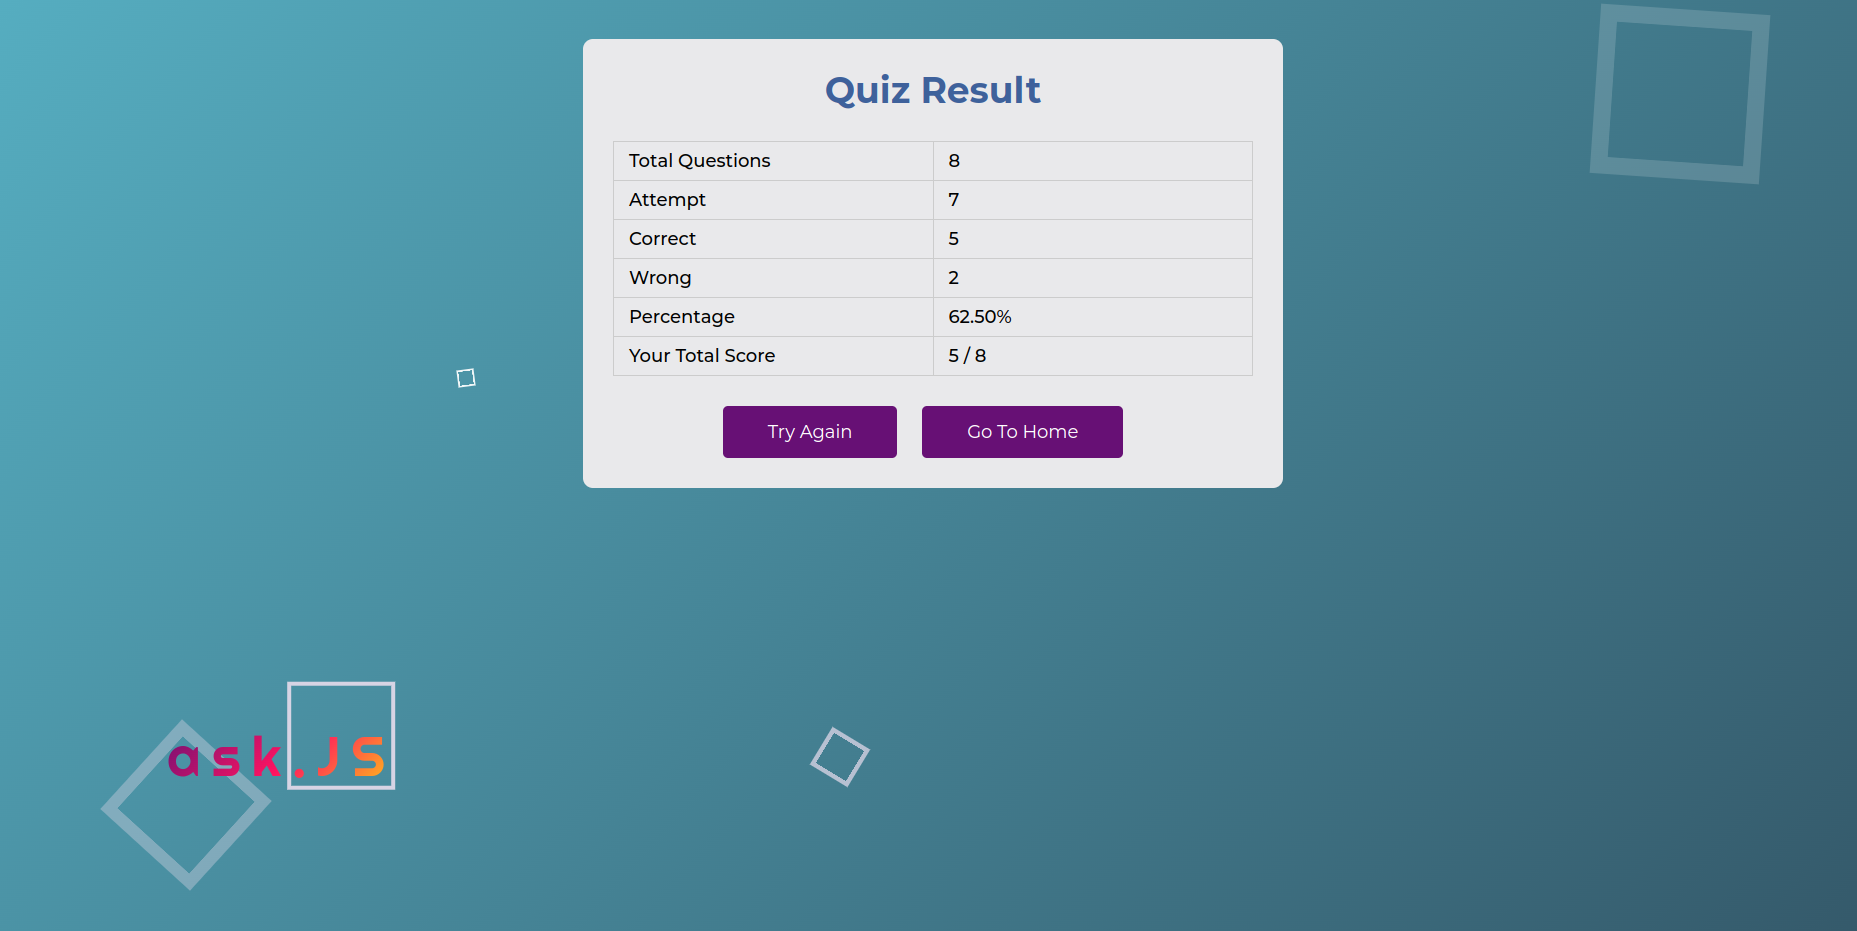 Quiz Result
Total Questions 8
Attempt 7
Correct 5
Wrong 2
Percentage 62.50%
Your Total Score 5 / 8
Try Again Go To Home
ask.JS